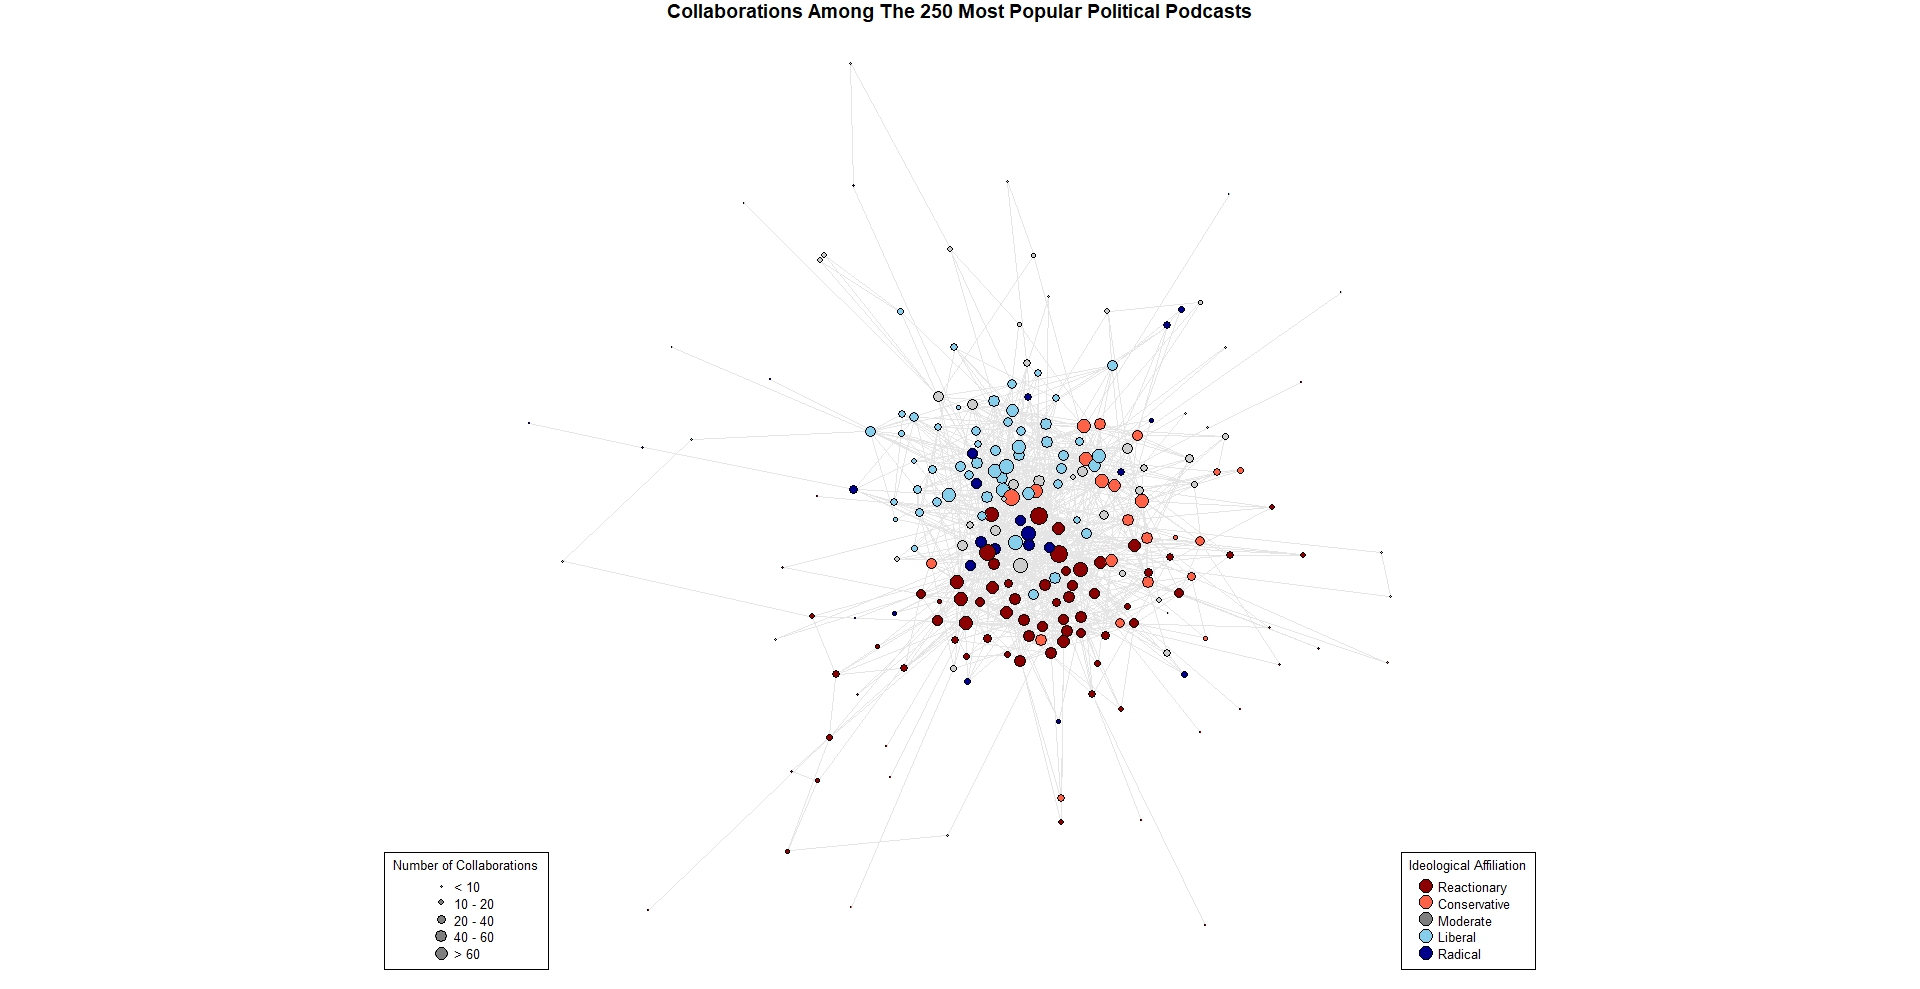 Collaborations Among The 250 Most Popular Political Podcasts
Number of Collaborations
< 10
10 - 20
20 - 40
40 - 60
> 60
Ideological Affiliation
Reactionary
Conservative
Moderate
Liberal
Radical